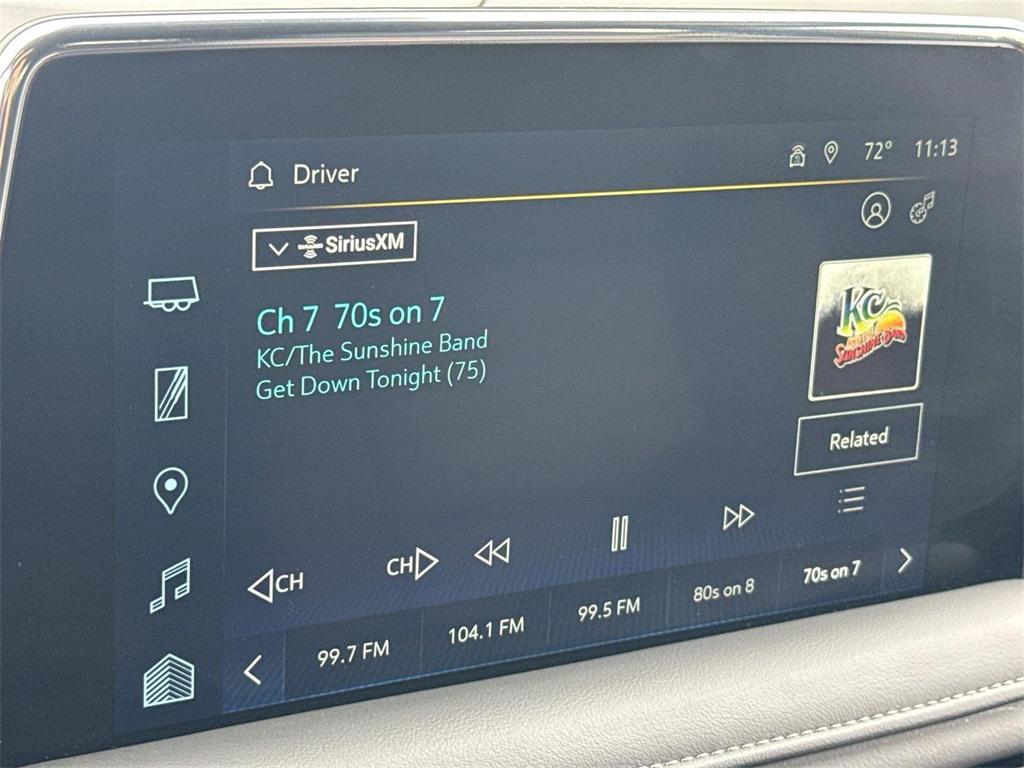 Driver
72° 11:13
SiriusXM
Ch 7 70s on 7
KC/The Sunshine Band
Get Down Tonight (75)
KC
SUNSHINE BAND
Related
CH
CH
99.7 FM
104.1 FM
99.5 FM
80s on 8
70s on 7